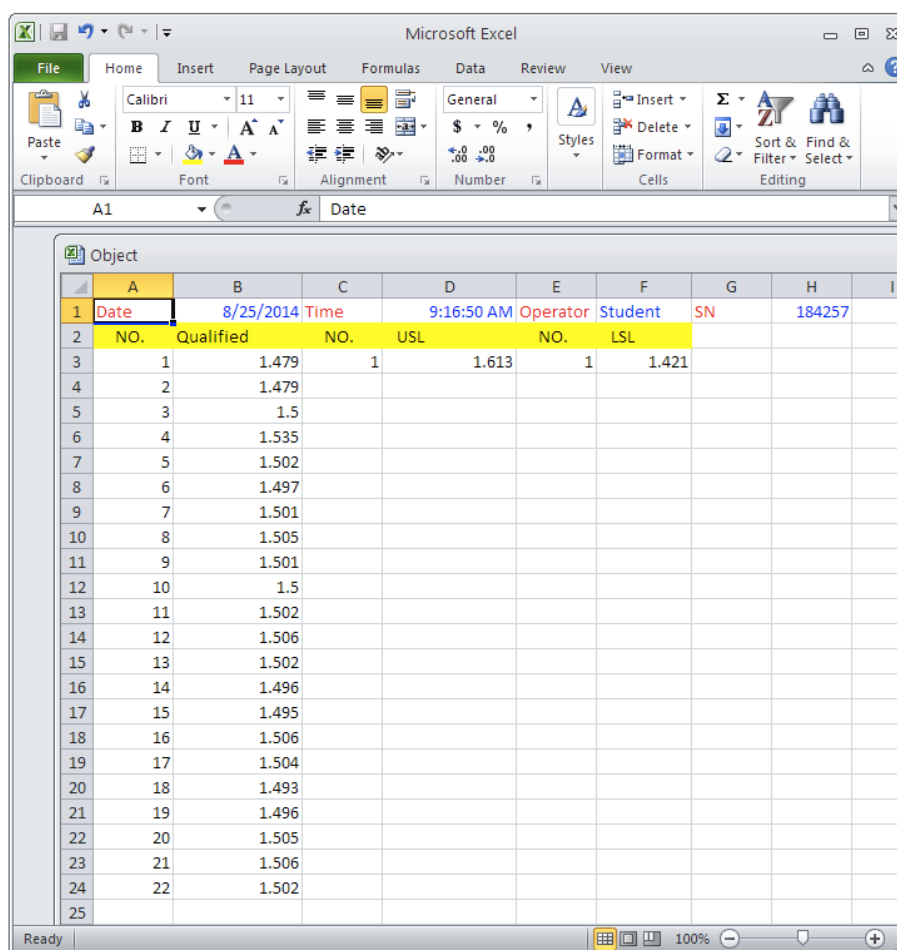 Microsoft Excel
File Home Insert Page Layout Formulas Data Review View
Calibri 11 General Insert Σ
Paste B I U A A $ % , Styles Delete Sort & Filter Find & Select
Format
Clipboard Font Alignment Number Cells Editing
A1 fx Date
Object
A B C D E F G H I
1 Date 8/25/2014 Time 9:16:50 AM Operator Student SN 184257
2 NO. Qualified NO. USL NO. LSL
3 1 1.479 1 1.613 1 1.421
4 2 1.479
5 3 1.5
6 4 1.535
7 5 1.502
8 6 1.497
9 7 1.501
10 8 1.505
11 9 1.501
12 10 1.5
13 11 1.502
14 12 1.506
15 13 1.502
16 14 1.496
17 15 1.495
18 16 1.506
19 17 1.504
20 18 1.493
21 19 1.496
22 20 1.505
23 21 1.506
24 22 1.502
25
Ready 100%